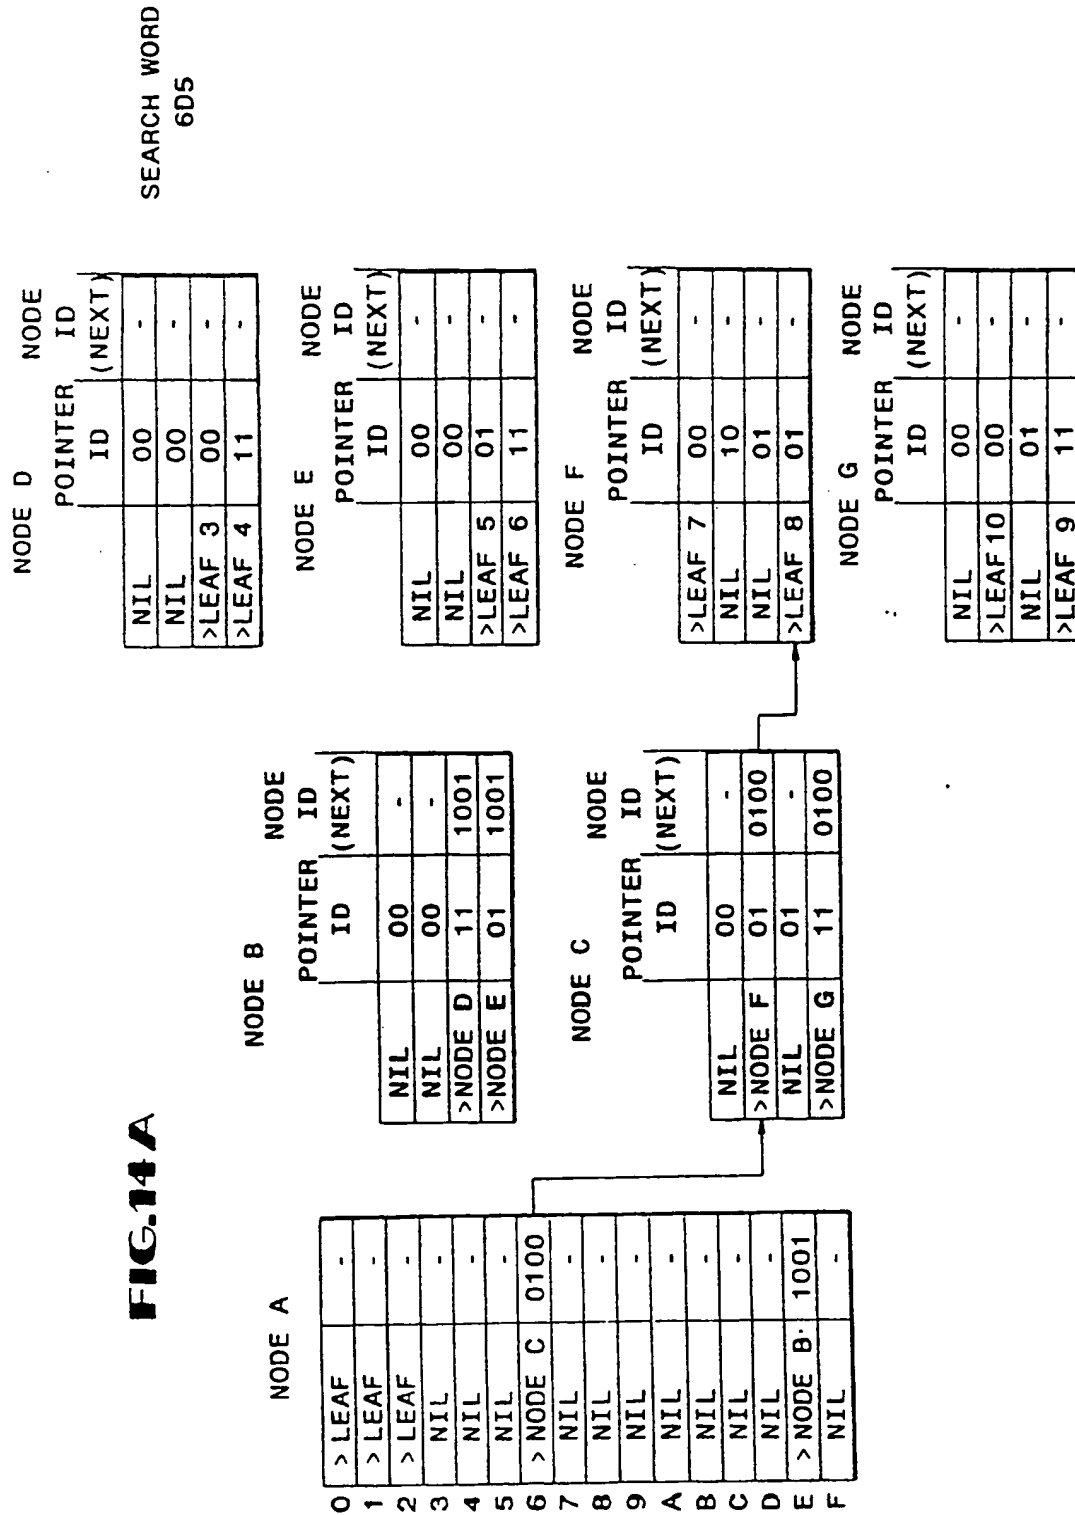 FIG.14A
SEARCH WORD
6D5
NODE A
0 >LEAF -
1 >LEAF -
2 >LEAF -
3 NIL -
4 NIL -
5 NIL -
6 >NODE C 0100
7 NIL -
8 NIL -
9 NIL -
A NIL -
B NIL -
C NIL -
D NIL -
E >NODE B 1001
F NIL -
NODE B
POINTER ID
NODE ID (NEXT)
NIL 00 -
NIL 00 -
>NODE D 11 1001
>NODE E 01 1001
NODE C
POINTER ID
NODE ID (NEXT)
NIL 00 -
>NODE F 01 0100
NIL 01 -
>NODE G 11 0100
NODE D
POINTER ID
NODE ID (NEXT)
NIL 00 -
NIL 00 -
>LEAF 3 00 -
>LEAF 4 11 -
NODE E
POINTER ID
NODE ID (NEXT)
NIL 00 -
NIL 00 -
>LEAF 5 01 -
>LEAF 6 11 -
NODE F
POINTER ID
NODE ID (NEXT)
>LEAF 7 00 -
NIL 10 -
NIL 01 -
>LEAF 8 01 -
NODE G
POINTER ID
NODE ID (NEXT)
NIL 00 -
>LEAF 10 00 -
NIL 01 -
>LEAF 9 11 -